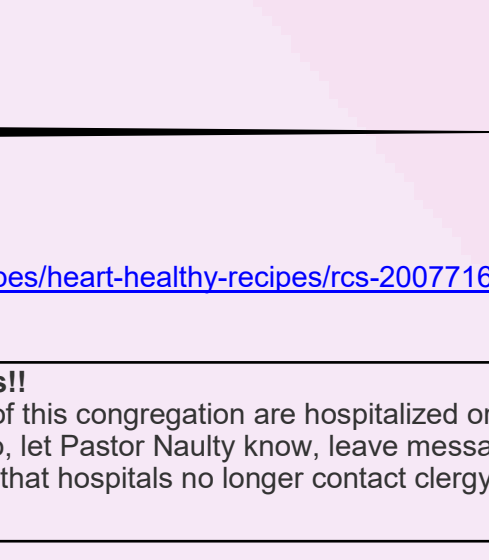 pes/heart-healthy-recipes/rcs-2007716
s!!
of this congregation are hospitalized or
o, let Pastor Naulty know, leave messa
that hospitals no longer contact clergy